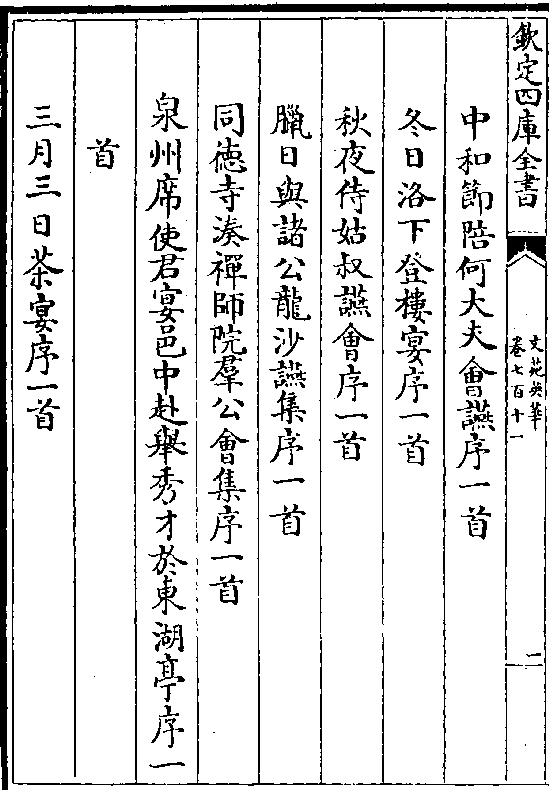 欽定四庫全書
文苑英華
卷七百十一
二
中和節陪何大夫會讌序一首
冬日洛下登樓宴序一首
秋夜侍姑叔讌會序一首
臘日與諸公龍沙讌集序一首
同德寺湊禪師院羣公會集序一首
泉州席使君宴邑中赴舉秀才於東湖亭序一
首
三月三日茶宴序一首